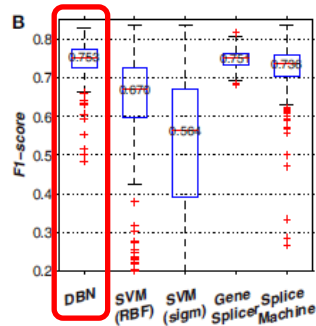 B
F1-score
0.8
0.7
0.6
0.5
0.4
0.3
0.2
0.753
0.670
0.564
0.751
0.736
DBN
SVM
(RBF)
SVM
(sigm)
Gene
Splicer
Splice
Machine